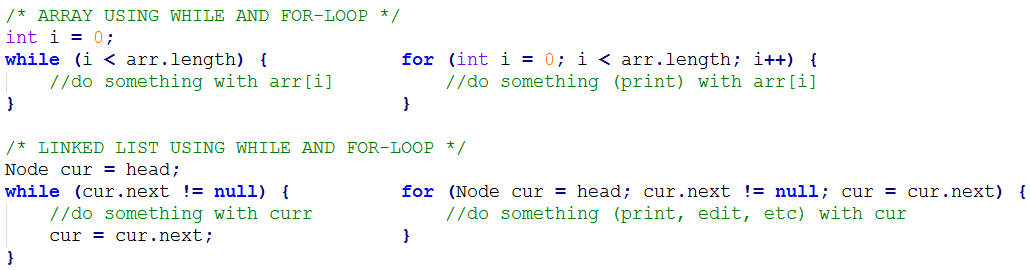 /* ARRAY USING WHILE AND FOR-LOOP */
int i = 0;
while (i < arr.length) {          for (int i = 0; i < arr.length; i++) {
    //do something with arr[i]        //do something (print) with arr[i]
}                                 }
/* LINKED LIST USING WHILE AND FOR-LOOP */
Node cur = head;
while (cur.next != null) {        for (Node cur = head; cur.next != null; cur = cur.next) {
    //do something with curr          //do something (print, edit, etc) with cur
    cur = cur.next;               }
}